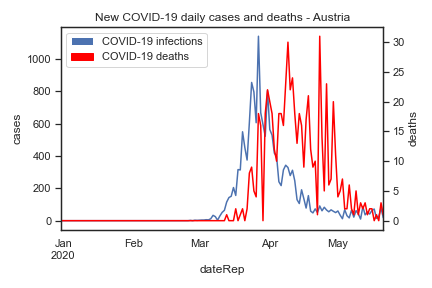 New COVID-19 daily cases and deaths - Austria
COVID-19 infections
COVID-19 deaths
1000
800
600
400
200
0
cases
30
25
20
15
10
5
0
deaths
Jan
2020
Feb
Mar
Apr
May
dateRep